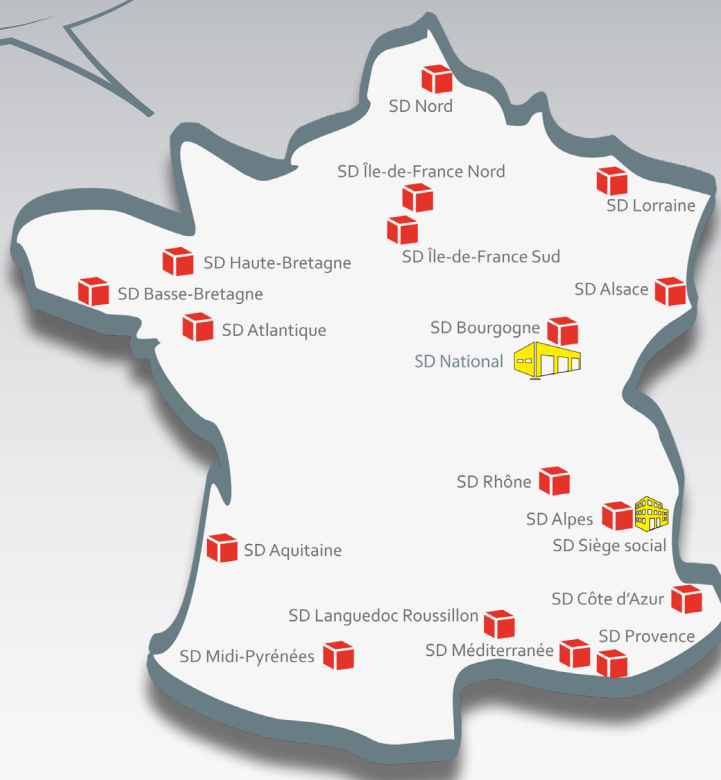 SD Nord
SD Île-de-France Nord
SD Lorraine
SD Île-de-France Sud
SD Haute-Bretagne
SD Alsace
SD Basse-Bretagne
SD Atlantique
SD Bourgogne
SD National
SD Rhône
SD Alpes
SD Siège social
SD Aquitaine
SD Côte d'Azur
SD Languedoc Roussillon
SD Provence
SD Méditerranée
SD Midi-Pyrénées